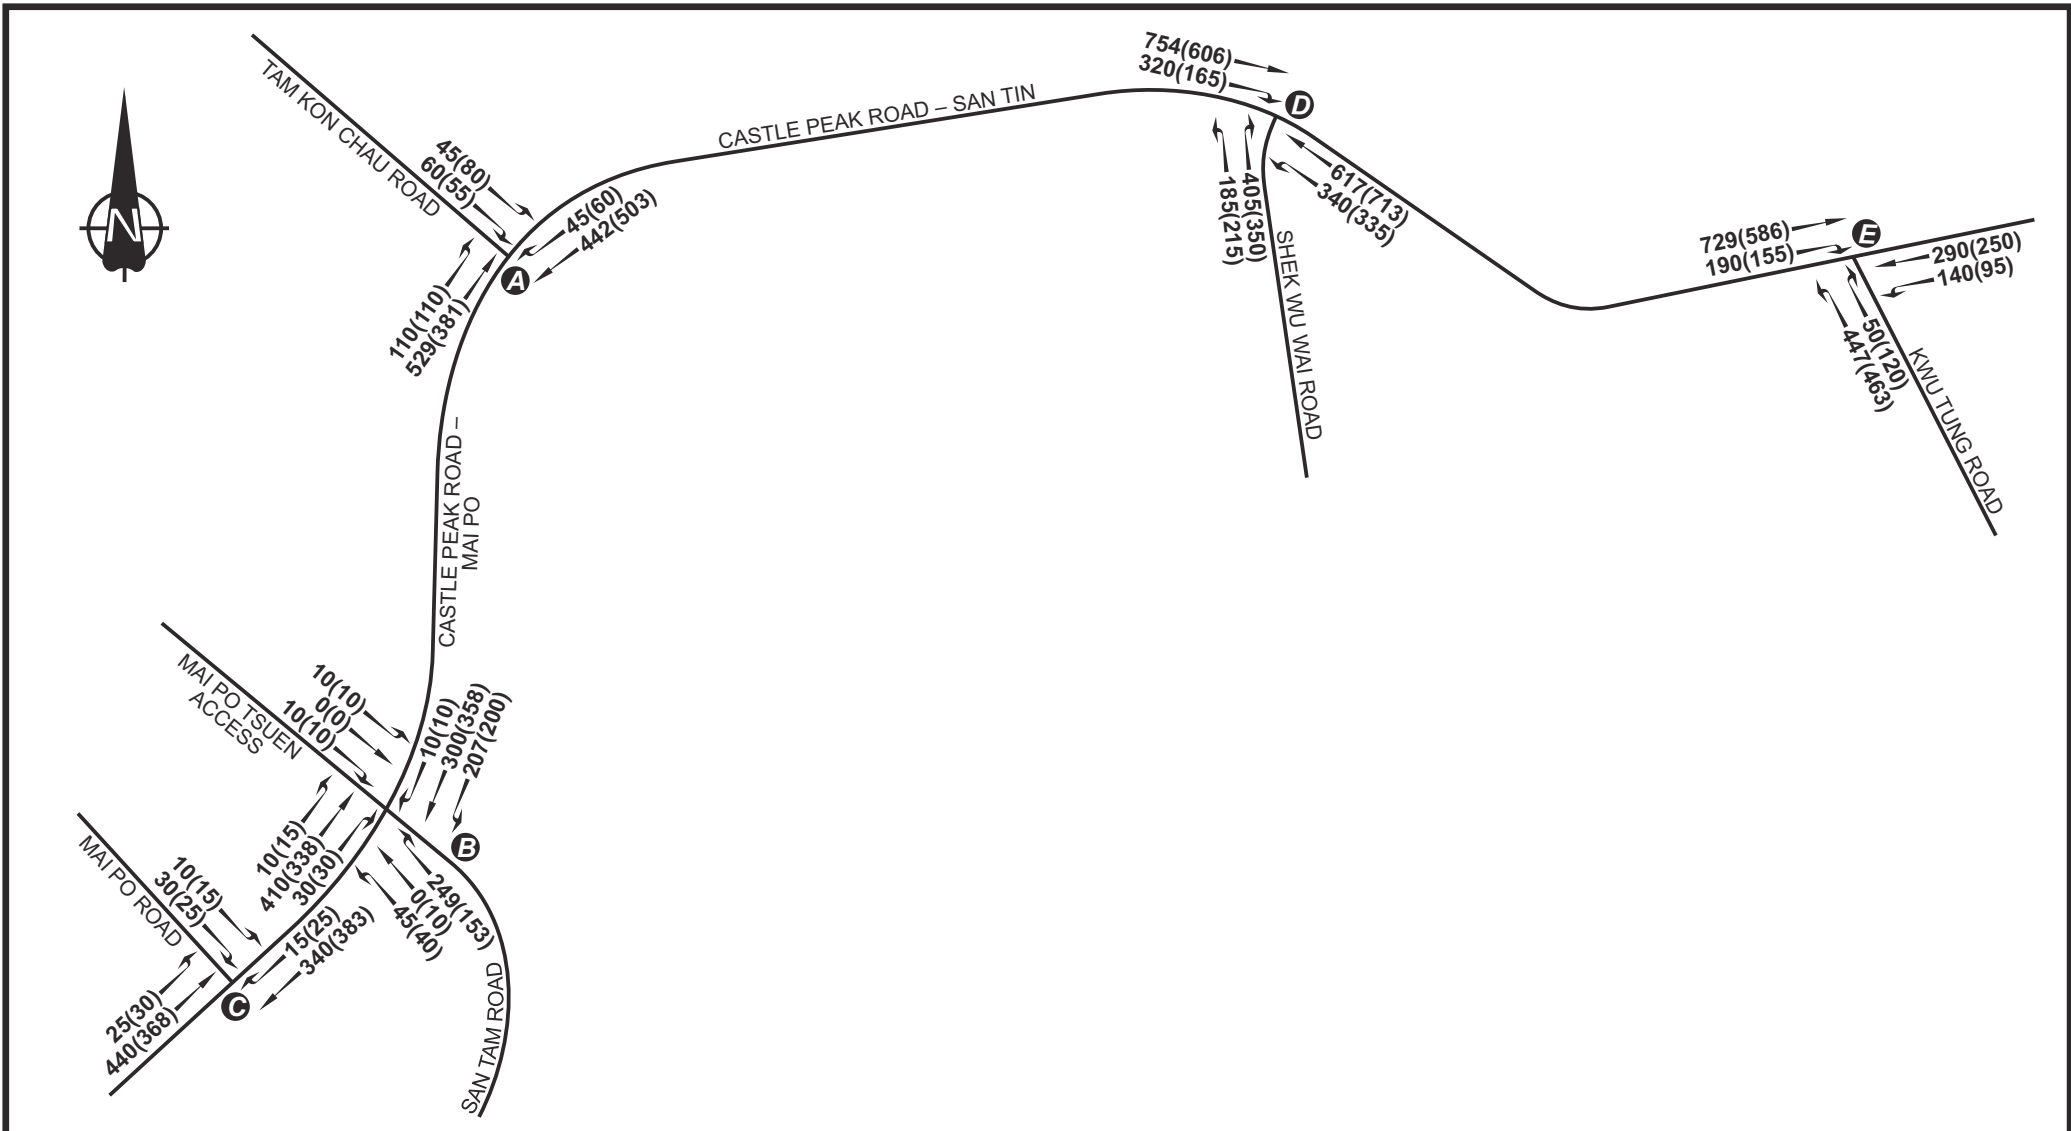 754(606)
320(165)
D
CASTLE PEAK ROAD – SAN TIN
TAM KON CHAU ROAD
45(80)
60(55)
45(60)
442(503)
110(110)
529(381)
A
N
185(215)
405(350)
617(713)
340(335)
SHEK WU WAI ROAD
729(586)
190(155)
E
290(250)
140(95)
50(120)
447(463)
KWU TUNG ROAD
CASTLE PEAK ROAD –
MAI PO
MAI PO TSUEN
ACCESS
10(10)
0(0)
10(10)
10(10)
300(358)
207(200)
B
10(15)
410(338)
30(30)
249(153)
0(10)
45(40)
MAI PO ROAD
10(15)
30(25)
15(25)
340(383)
25(30)
440(368)
C
SAN TAM ROAD